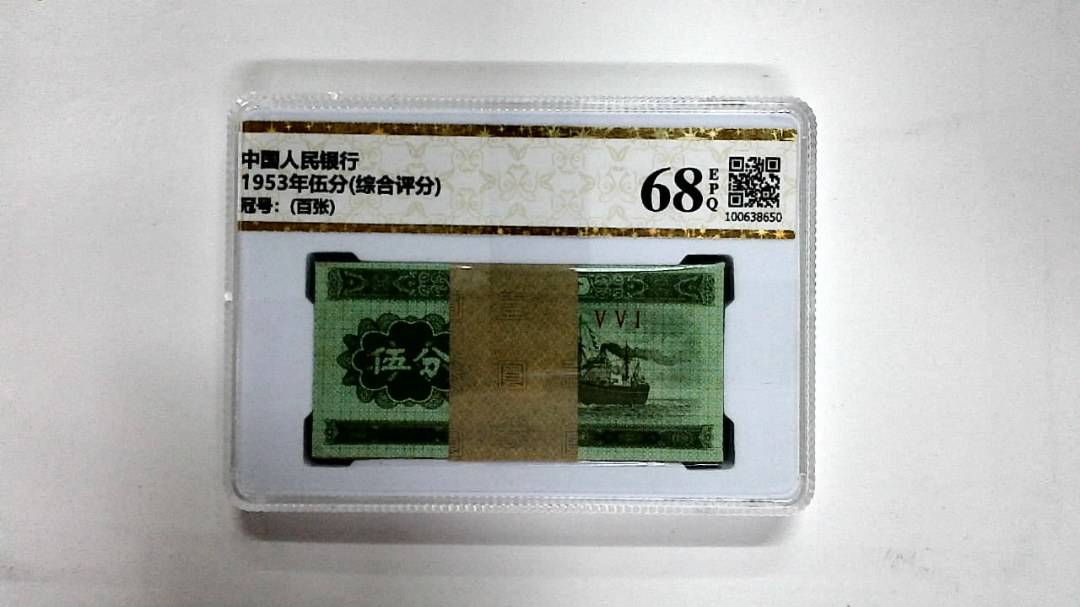 中国人民银行
1953年伍分(综合评分)
冠号：(百张)
68
EPQ
100638650
伍分
VVI